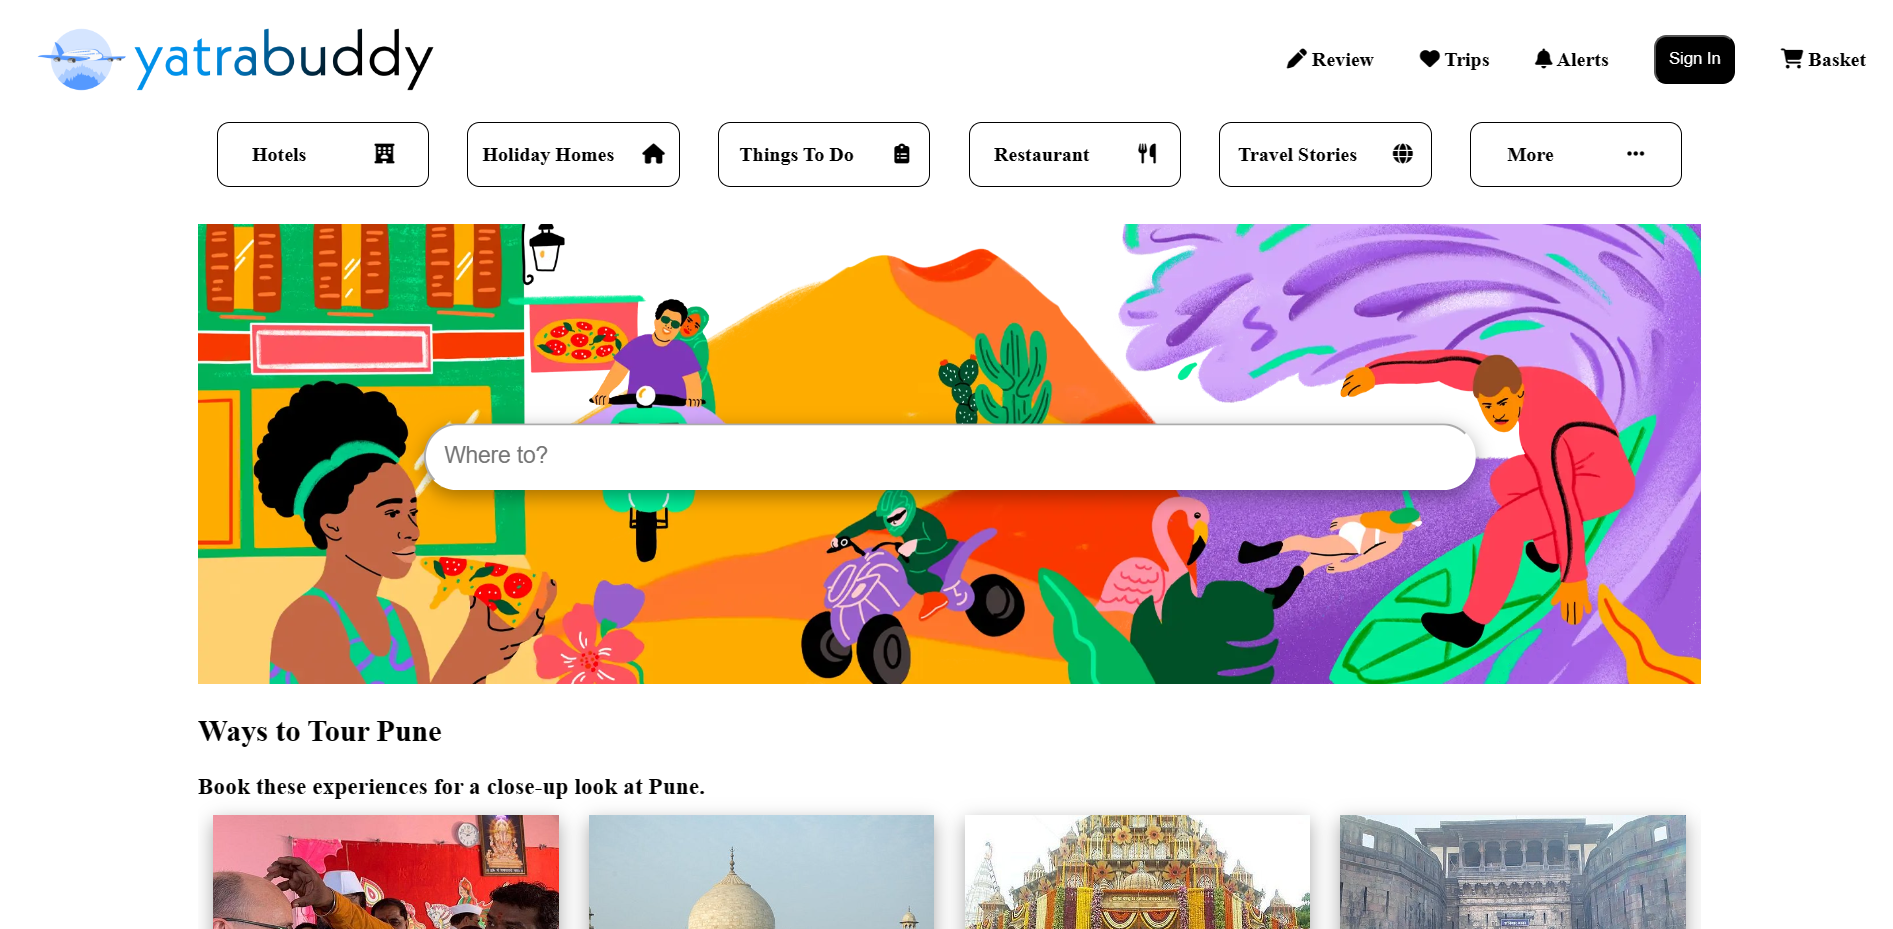 yatrabuddy
Review
Trips
Alerts
Sign In
Basket
Hotels
Holiday Homes
Things To Do
Restaurant
Travel Stories
More
Where to?
Ways to Tour Pune
Book these experiences for a close-up look at Pune.